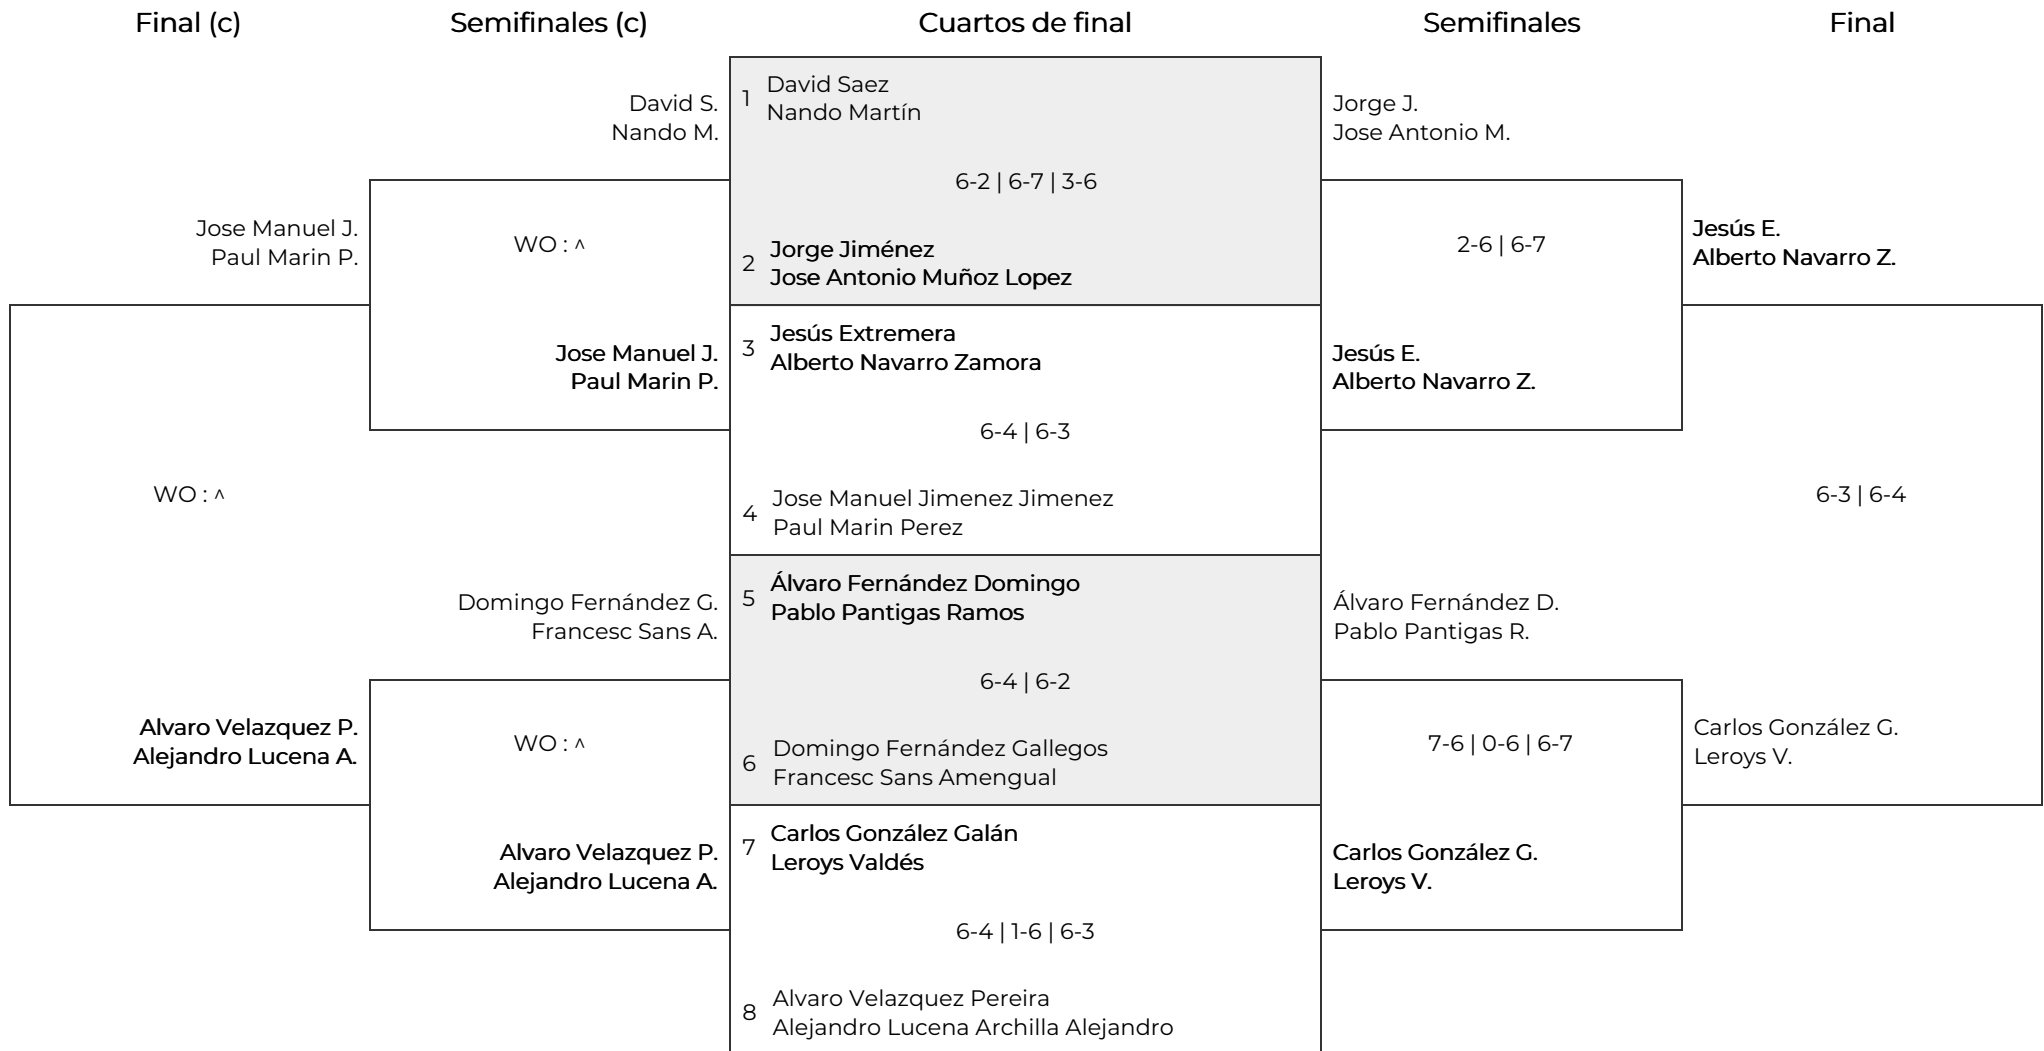 Final (c)
Semifinales (c)
Cuartos de final
Semifinales
Final
Jose Manuel J.
Paul Marin P.
WO : ^
Alvaro Velazquez P.
Alejandro Lucena A.
David S.
Nando M.
WO : ^
Jose Manuel J.
Paul Marin P.
Domingo Fernández G.
Francesc Sans A.
WO : ^
Alvaro Velazquez P.
Alejandro Lucena A.
1 David Saez
Nando Martín
6-2 | 6-7 | 3-6
2 Jorge Jiménez
Jose Antonio Muñoz Lopez
3 Jesús Extremera
Alberto Navarro Zamora
6-4 | 6-3
4 Jose Manuel Jimenez Jimenez
Paul Marin Perez
5 Álvaro Fernández Domingo
Pablo Pantigas Ramos
6-4 | 6-2
6 Domingo Fernández Gallegos
Francesc Sans Amengual
7 Carlos González Galán
Leroys Valdés
6-4 | 1-6 | 6-3
8 Alvaro Velazquez Pereira
Alejandro Lucena Archilla Alejandro
Jorge J.
Jose Antonio M.
2-6 | 6-7
Jesús E.
Alberto Navarro Z.
Álvaro Fernández D.
Pablo Pantigas R.
7-6 | 0-6 | 6-7
Carlos González G.
Leroys V.
Jesús E.
Alberto Navarro Z.
6-3 | 6-4
Carlos González G.
Leroys V.